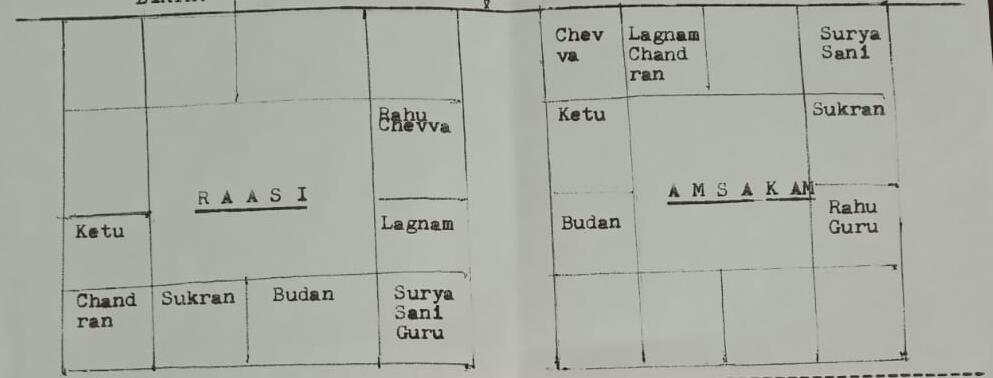 Rahu
Chevva
R A A S I
Ketu
Lagnam
Chand
ran
Sukran
Budan
Surya
Sani
Guru
Chev
va
Lagnam
Chand
ran
Surya
Sani
Ketu
Sukran
A M S A K AM
Budan
Rahu
Guru